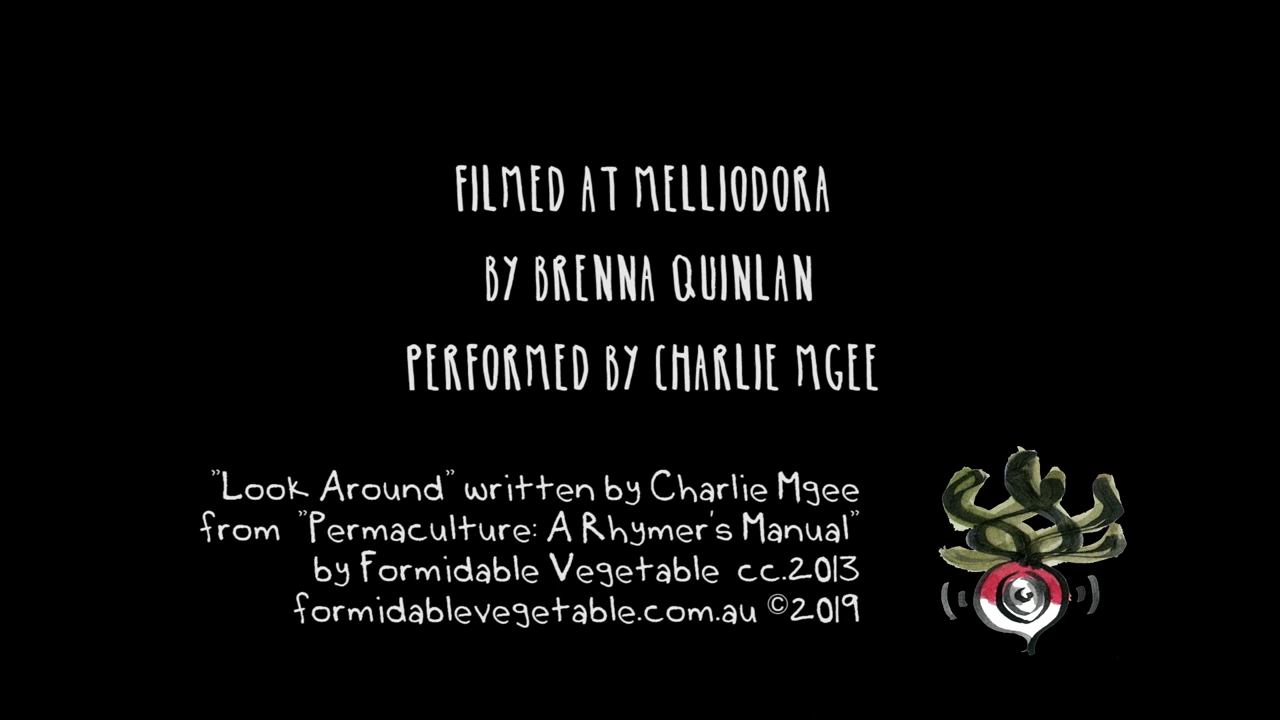 FILMED AT MELLIODORA
BY BRENNA QUINLAN
PERFORMED BY CHARLIE MGEE
"Look Around" written by Charlie Mgee
from "Permaculture: A Rhymer's Manual"
by Formidable Vegetable cc.2013
formidablevegetable.com.au ©2019